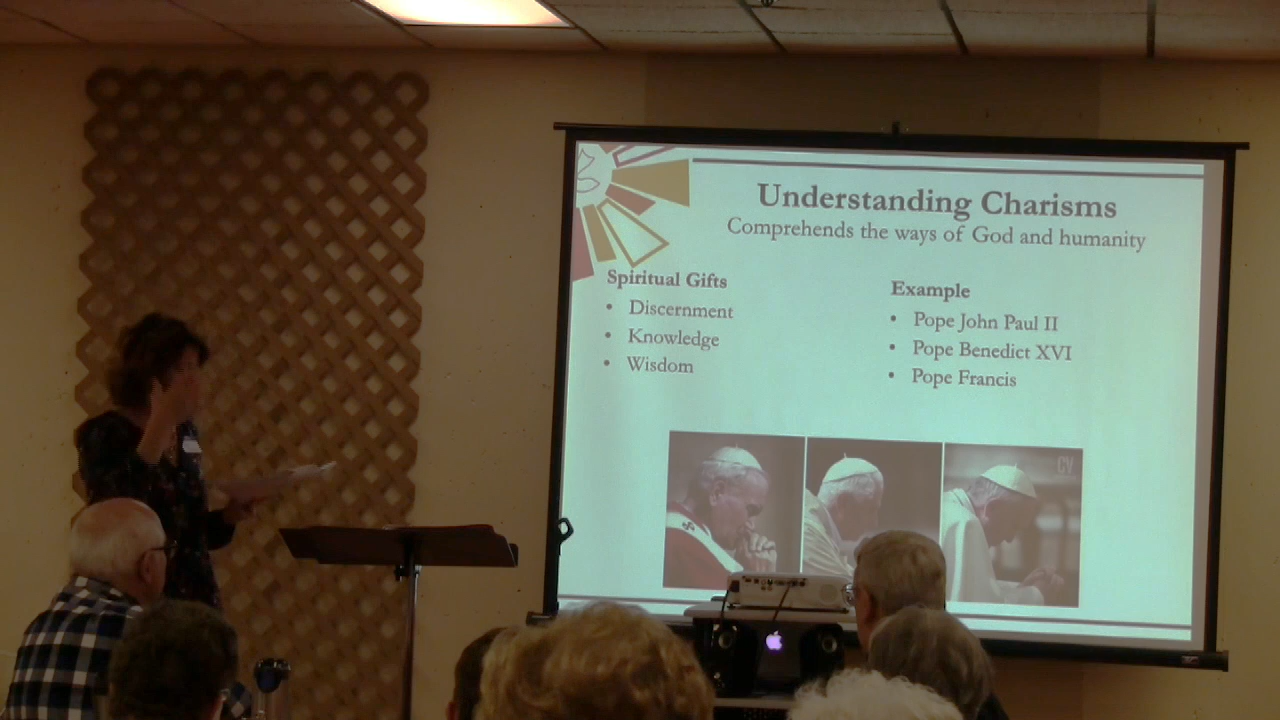 Understanding Charisms
Comprehends the ways of God and humanity
Spiritual Gifts
• Discernment
• Knowledge
• Wisdom
Example
• Pope John Paul II
• Pope Benedict XVI
• Pope Francis